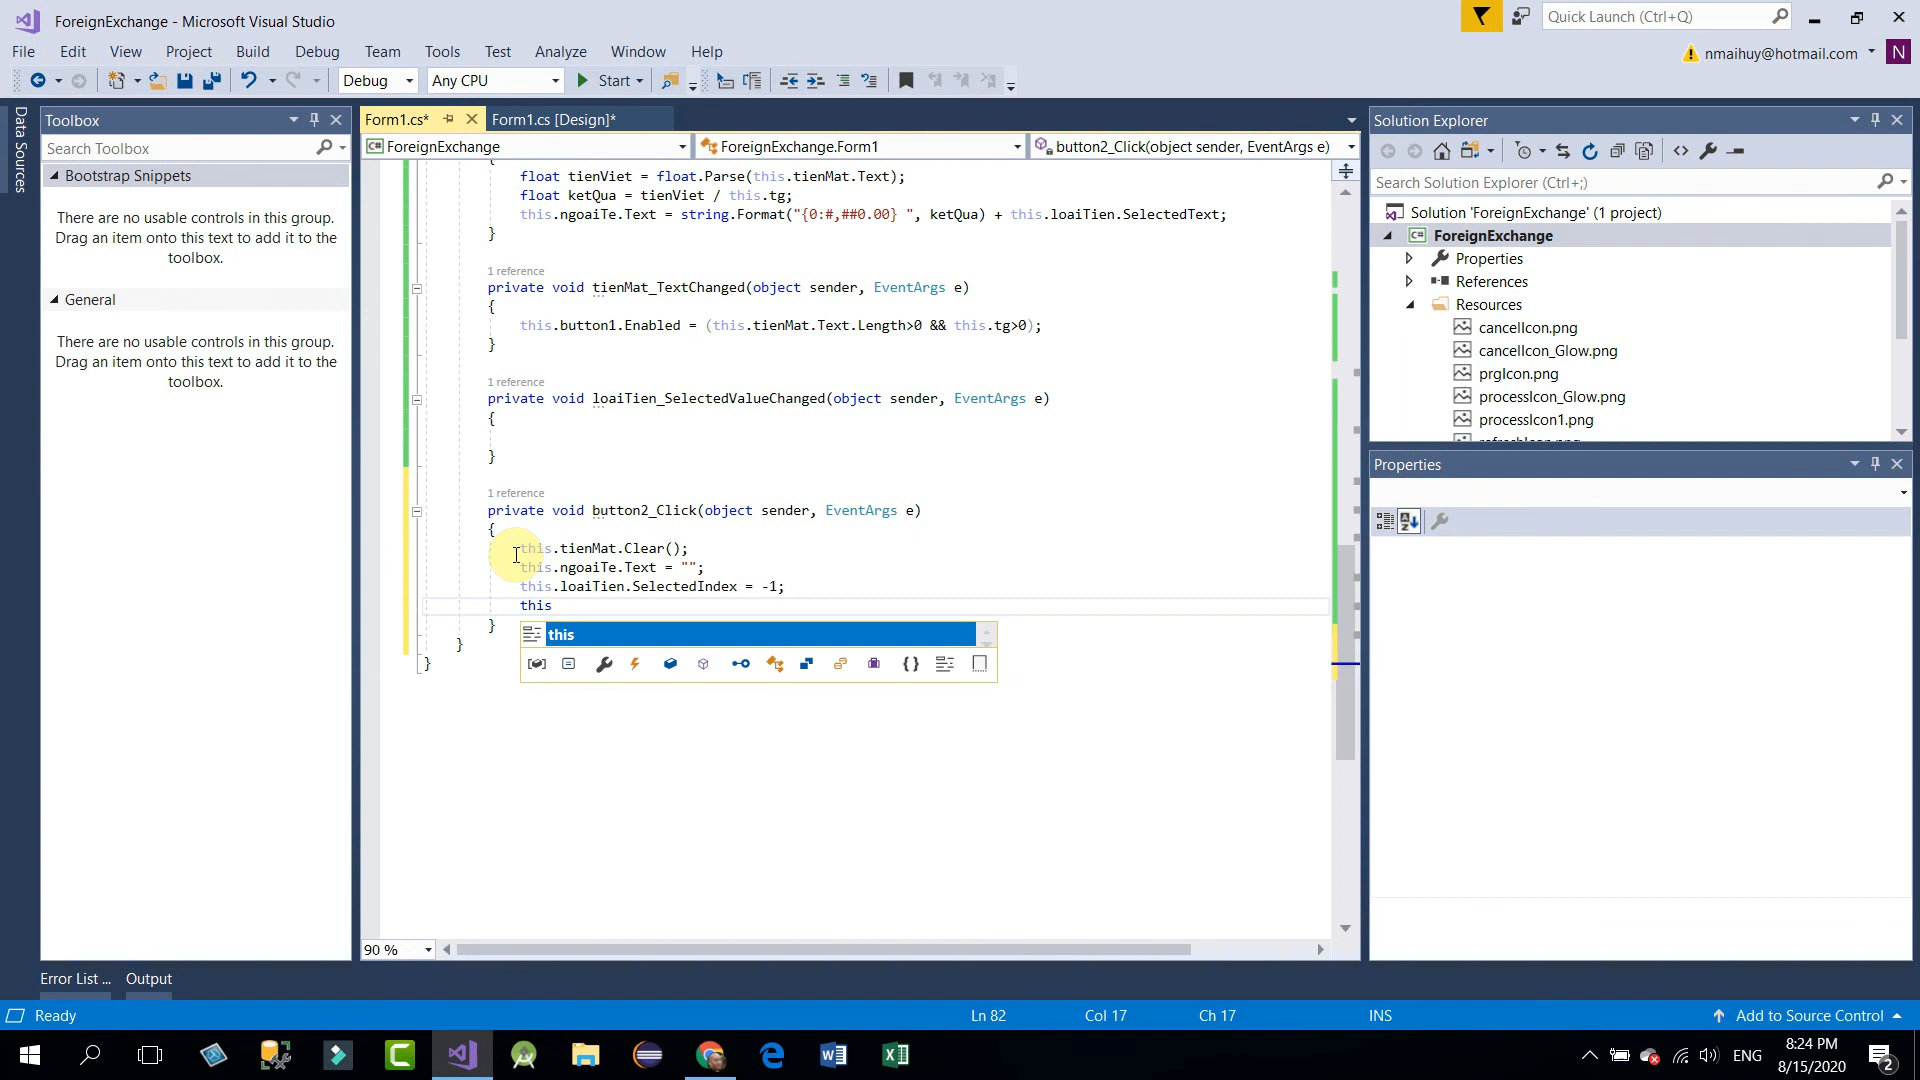 ForeignExchange - Microsoft Visual Studio
Quick Launch (Ctrl+Q)
File Edit View Project Build Debug Team Tools Test Analyze Window Help
nmaihuy@hotmail.com N
Debug Any CPU Start
Data Sources
Toolbox
Search Toolbox
Bootstrap Snippets
There are no usable controls in this group.
Drag an item onto this text to add it to the
toolbox.
General
There are no usable controls in this group.
Drag an item onto this text to add it to the
toolbox.
Form1.cs* Form1.cs [Design]*
ForeignExchange ForeignExchange.Form1 button2_Click(object sender, EventArgs e)
{
float tienViet = float.Parse(this.tienMat.Text);
float ketQua = tienViet / this.tg;
this.ngoaiTe.Text = string.Format("{0:#,##0.00} ", ketQua) + this.loaiTien.SelectedText;
}
1 reference
private void tienMat_TextChanged(object sender, EventArgs e)
{
this.button1.Enabled = (this.tienMat.Text.Length>0 && this.tg>0);
}
1 reference
private void loaiTien_SelectedValueChanged(object sender, EventArgs e)
{
}
1 reference
private void button2_Click(object sender, EventArgs e)
{
this.tienMat.Clear();
this.ngoaiTe.Text = "";
this.loaiTien.SelectedIndex = -1;
this
}
this
}
}
90 %
Solution Explorer
Search Solution Explorer (Ctrl+;)
Solution 'ForeignExchange' (1 project)
ForeignExchange
Properties
References
Resources
cancelIcon.png
cancelIcon_Glow.png
prgIcon.png
processIcon_Glow.png
processIcon1.png
Properties
Error List ... Output
Ready Ln 82 Col 17 Ch 17 INS Add to Source Control
ENG
8:24 PM
8/15/2020
2